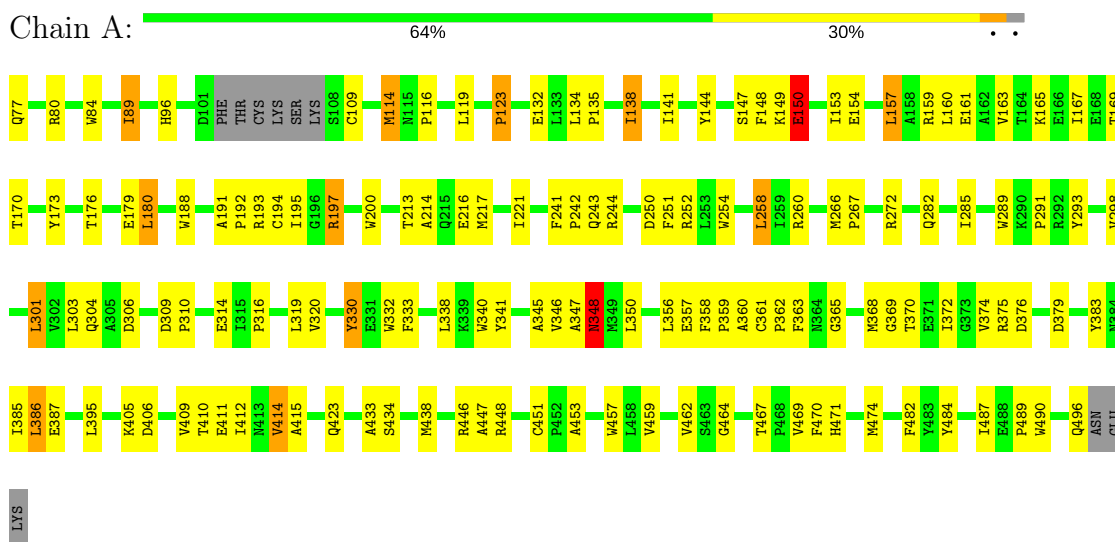 Chain A:
64% 30% • •
Q77 R80 W84 I89 H96 D101 PHE THR CYS LYS SER LYS S108 C109 M114 N115 P116 L119 P123 E132 L133 L134 P135 I138 I141 Y144 S147 F148 K149 E150 I153 E154 L157 A158 R159 L160 E161 A162 V163 T164 K165 E166 I167 E168 T169
T170 Y173 T176 E179 L180 W188 A191 P192 R193 C194 I195 G196 R197 W200 T213 A214 Q215 E216 M217 I221 F241 P242 Q243 R244 D250 F251 R252 L253 W254 L258 I259 R260 M266 P267 R272 Q282 I285 W289 K290 P291 R292 Y293 V298
L301 V302 L303 Q304 A305 D306 D309 P310 E314 I315 P316 L319 V320 Y330 E331 W332 F333 L338 K339 W340 Y341 A345 V346 A347 N348 M349 L350 L356 E357 F358 P359 A360 C361 P362 F363 N364 G365 M368 G369 T370 E371 I372 G373 V374 R375 D376 D379 Y383 N384
I385 L386 E387 L395 K405 D406 V409 T410 E411 I412 N413 V414 A415 Q423 A433 S434 M438 R446 A447 R448 C451 P452 A453 W457 L458 V459 V462 S463 G464 T467 P468 V469 F470 H471 M474 F482 Y483 Y484 I487 E488 P489 W490 Q496 ASN GLU
LYS